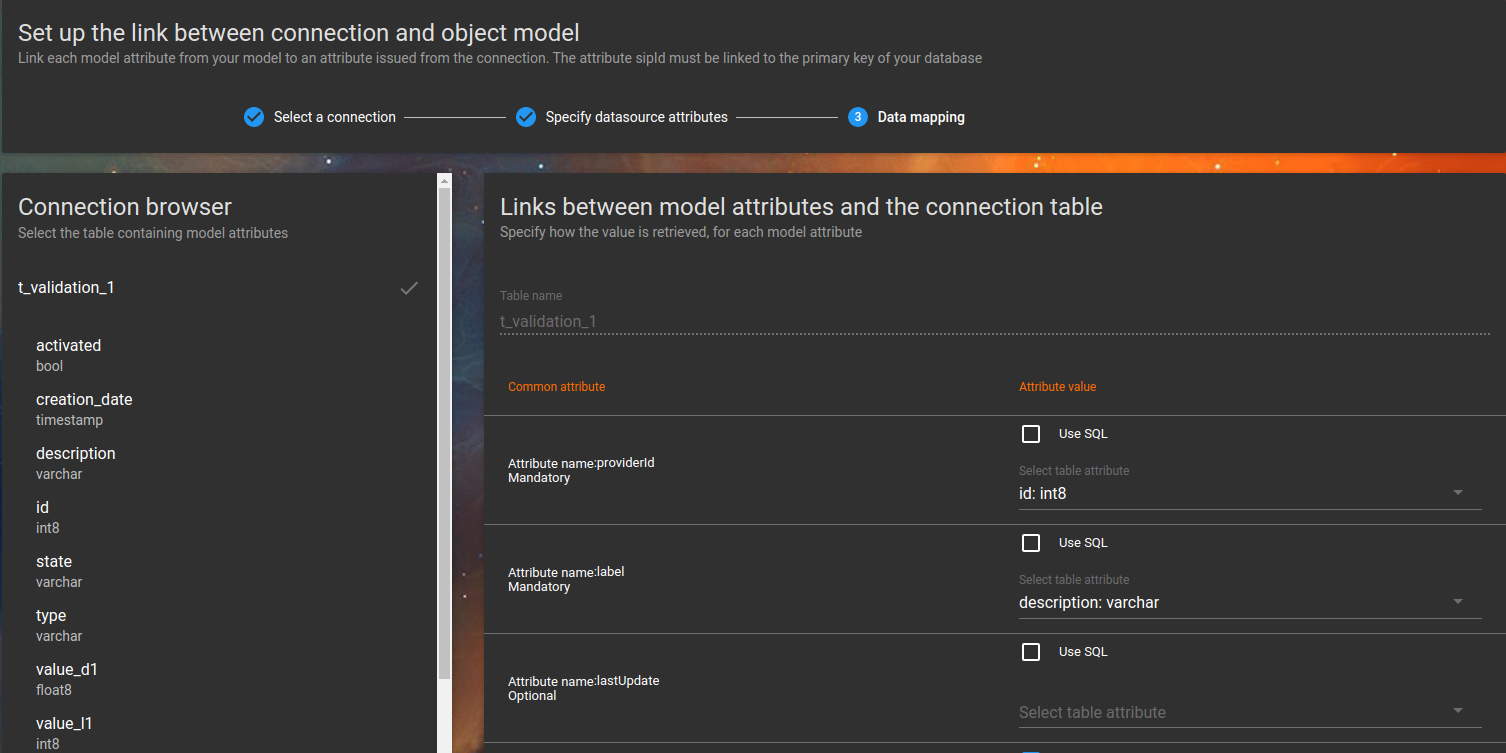 Set up the link between connection and object model
Link each model attribute from your model to an attribute issued from the connection. The attribute sipId must be linked to the primary key of your database
Select a connection
Specify datasource attributes
3 Data mapping
Connection browser
Select the table containing model attributes
t_validation_1
activated
bool
creation_date
timestamp
description
varchar
id
int8
state
varchar
type
varchar
value_d1
float8
value_l1
int8
Links between model attributes and the connection table
Specify how the value is retrieved, for each model attribute
Table name
t_validation_1
Common attribute
Attribute value
Attribute name:providerId
Mandatory
Use SQL
Select table attribute
id: int8
Attribute name:label
Mandatory
Use SQL
Select table attribute
description: varchar
Attribute name:lastUpdate
Optional
Use SQL
Select table attribute